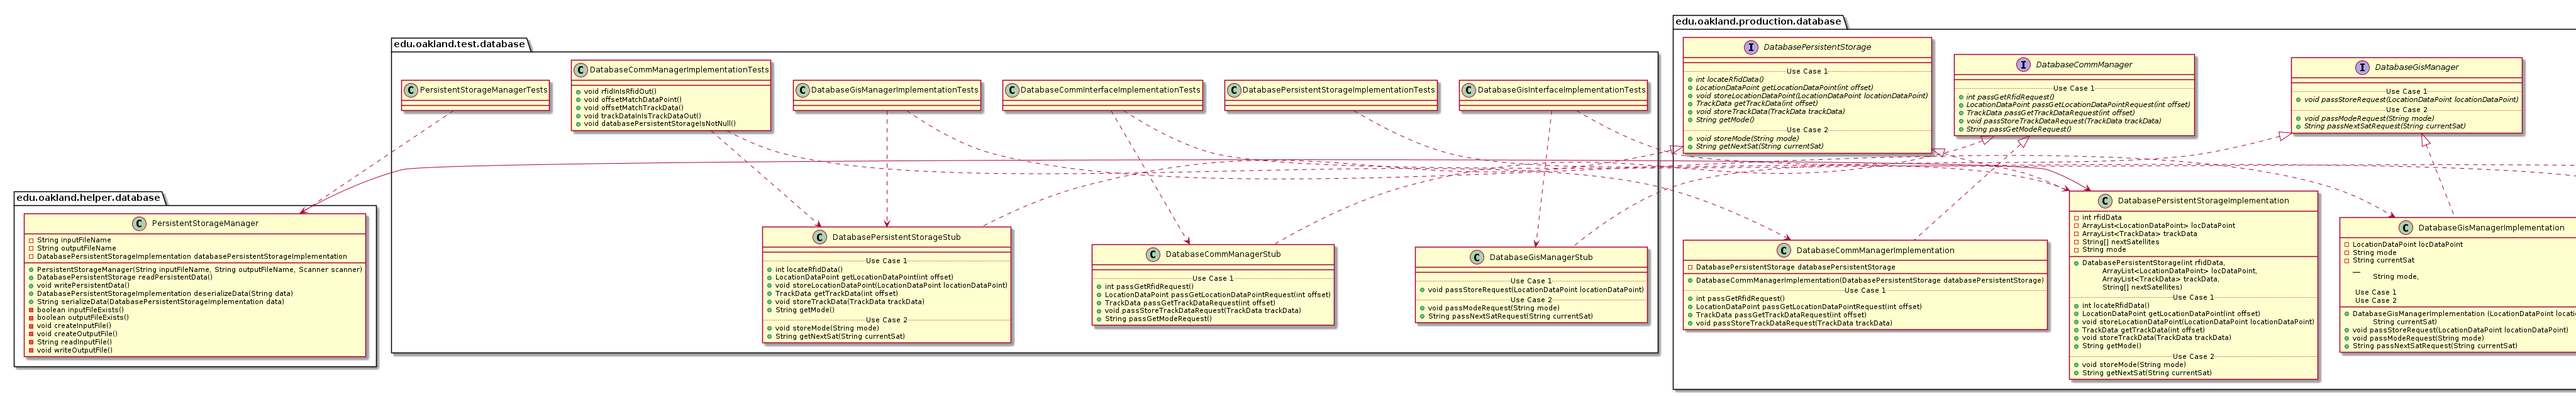 edu.oakland.helper.database
PersistentStorageManager
String inputFileName
String outputFileName
DatabasePersistentStorageImplementation databasePersistentStorageImplementation
PersistentStorageManager(String inputFileName, String outputFileName, Scanner scanner)
DatabasePersistentStorage readPersistentData()
void writePersistentData()
DatabasePersistentStorageImplementation deserializeData(String data)
String serializeData(DatabasePersistentStorageImplementation data)
boolean inputFileExists()
boolean outputFileExists()
void createInputFile()
void createOutputFile()
String readInputFile()
void writeOutputFile()
edu.oakland.test.database
PersistentStorageManagerTests
DatabaseCommManagerImplementationTests
void rfidInIsRfidOut()
void offsetMatchDataPoint()
void offsetMatchTrackData()
void trackDataInIsTrackDataOut()
void databasePersistentStorageIsNotNull()
DatabaseGisManagerImplementationTests
DatabaseCommInterfaceImplementationTests
DatabasePersistentStorageImplementationTests
DatabaseGisInterfaceImplementationTests
DatabasePersistentStorageStub
Use Case 1
int locateRfidData()
LocationDataPoint getLocationDataPoint(int offset)
void storeLocationDataPoint(LocationDataPoint locationDataPoint)
TrackData getTrackData(int offset)
void storeTrackData(TrackData trackData)
String getMode()
Use Case 2
void storeMode(String mode)
String getNextSat(String currentSat)
DatabaseCommManagerStub
Use Case 1
int passGetRfidRequest()
LocationDataPoint passGetLocationDataPointRequest(int offset)
TrackData passGetTrackDataRequest(int offset)
void passStoreTrackDataRequest(TrackData trackData)
String passGetModeRequest()
DatabaseGisManagerStub
Use Case 1
void passStoreRequest(LocationDataPoint locationDataPoint)
Use Case 2
void passModeRequest(String mode)
String passNextSatRequest(String currentSat)
edu.oakland.production.database
DatabasePersistentStorage
Use Case 1
int locateRfidData()
LocationDataPoint getLocationDataPoint(int offset)
void storeLocationDataPoint(LocationDataPoint locationDataPoint)
TrackData getTrackData(int offset)
void storeTrackData(TrackData trackData)
String getMode()
Use Case 2
void storeMode(String mode)
String getNextSat(String currentSat)
DatabaseCommManager
Use Case 1
int passGetRfidRequest()
LocationDataPoint passGetLocationDataPointRequest(int offset)
TrackData passGetTrackDataRequest(int offset)
void passStoreTrackDataRequest(TrackData trackData)
String passGetModeRequest()
DatabaseGisManager
Use Case 1
void passStoreRequest(LocationDataPoint locationDataPoint)
Use Case 2
void passModeRequest(String mode)
String passNextSatRequest(String currentSat)
DatabaseCommManagerImplementation
DatabasePersistentStorage databasePersistentStorage
DatabaseCommManagerImplementation(DatabasePersistentStorage databasePersistentStorage)
Use Case 1
int passGetRfidRequest()
LocationDataPoint passGetLocationDataPointRequest(int offset)
TrackData passGetTrackDataRequest(int offset)
void passStoreTrackDataRequest(TrackData trackData)
DatabasePersistentStorageImplementation
int rfidData
ArrayList<LocationDataPoint> locDataPoint
ArrayList<TrackData> trackData
String[] nextSatellites
String mode
DatabasePersistentStorage(int rfidData,
ArrayList<LocationDataPoint> locDataPoint,
ArrayList<TrackData> trackData,
String[] nextSatellites)
Use Case 1
int locateRfidData()
LocationDataPoint getLocationDataPoint(int offset)
void storeLocationDataPoint(LocationDataPoint locationDataPoint)
TrackData getTrackData(int offset)
void storeTrackData(TrackData trackData)
String getMode()
Use Case 2
void storeMode(String mode)
String getNextSat(String currentSat)
DatabaseGisManagerImplementation
LocationDataPoint locDataPoint
String mode
String currentSat
__
String mode,
Use Case 1
Use Case 2
DatabaseGisManagerImplementation (LocationDataPoint
String currentSat)
void passStoreRequest(LocationDataPoint locationDataPoint)
void passModeRequest(String mode)
String passNextSatRequest(String currentSat)